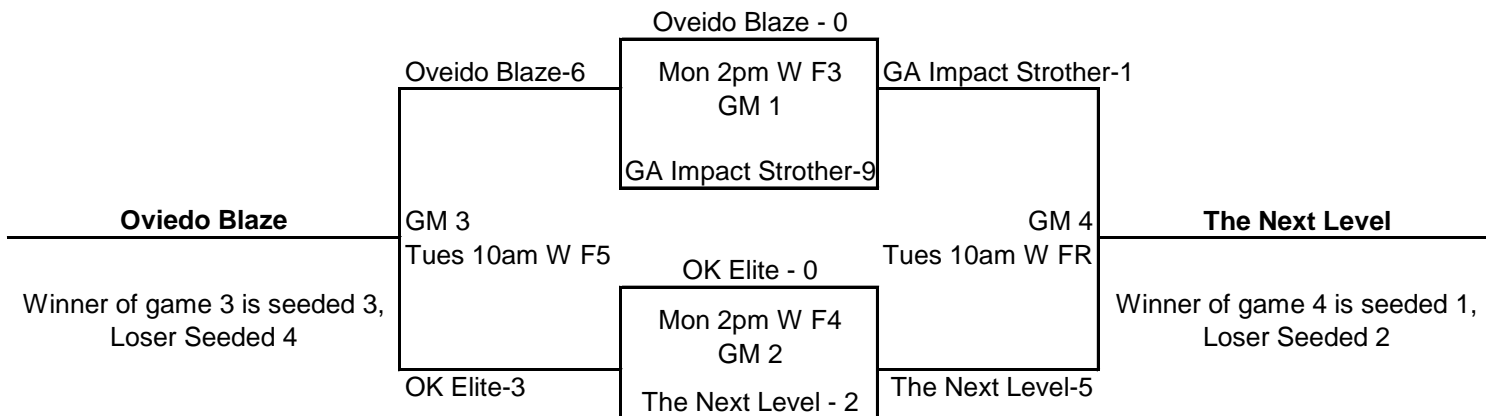 Oveido Blaze - 0
Oveido Blaze-6
Mon 2pm W F3
GA Impact Strother-1
GM 1
GA Impact Strother-9
Oviedo Blaze
GM 3
GM 4
The Next Level
Tues 10am W F5
Tues 10am W FR
OK Elite - 0
Winner of game 3 is seeded 3,
Loser Seeded 4
Mon 2pm W F4
GM 2
Winner of game 4 is seeded 1,
Loser Seeded 2
OK Elite-3
The Next Level - 2
The Next Level-5